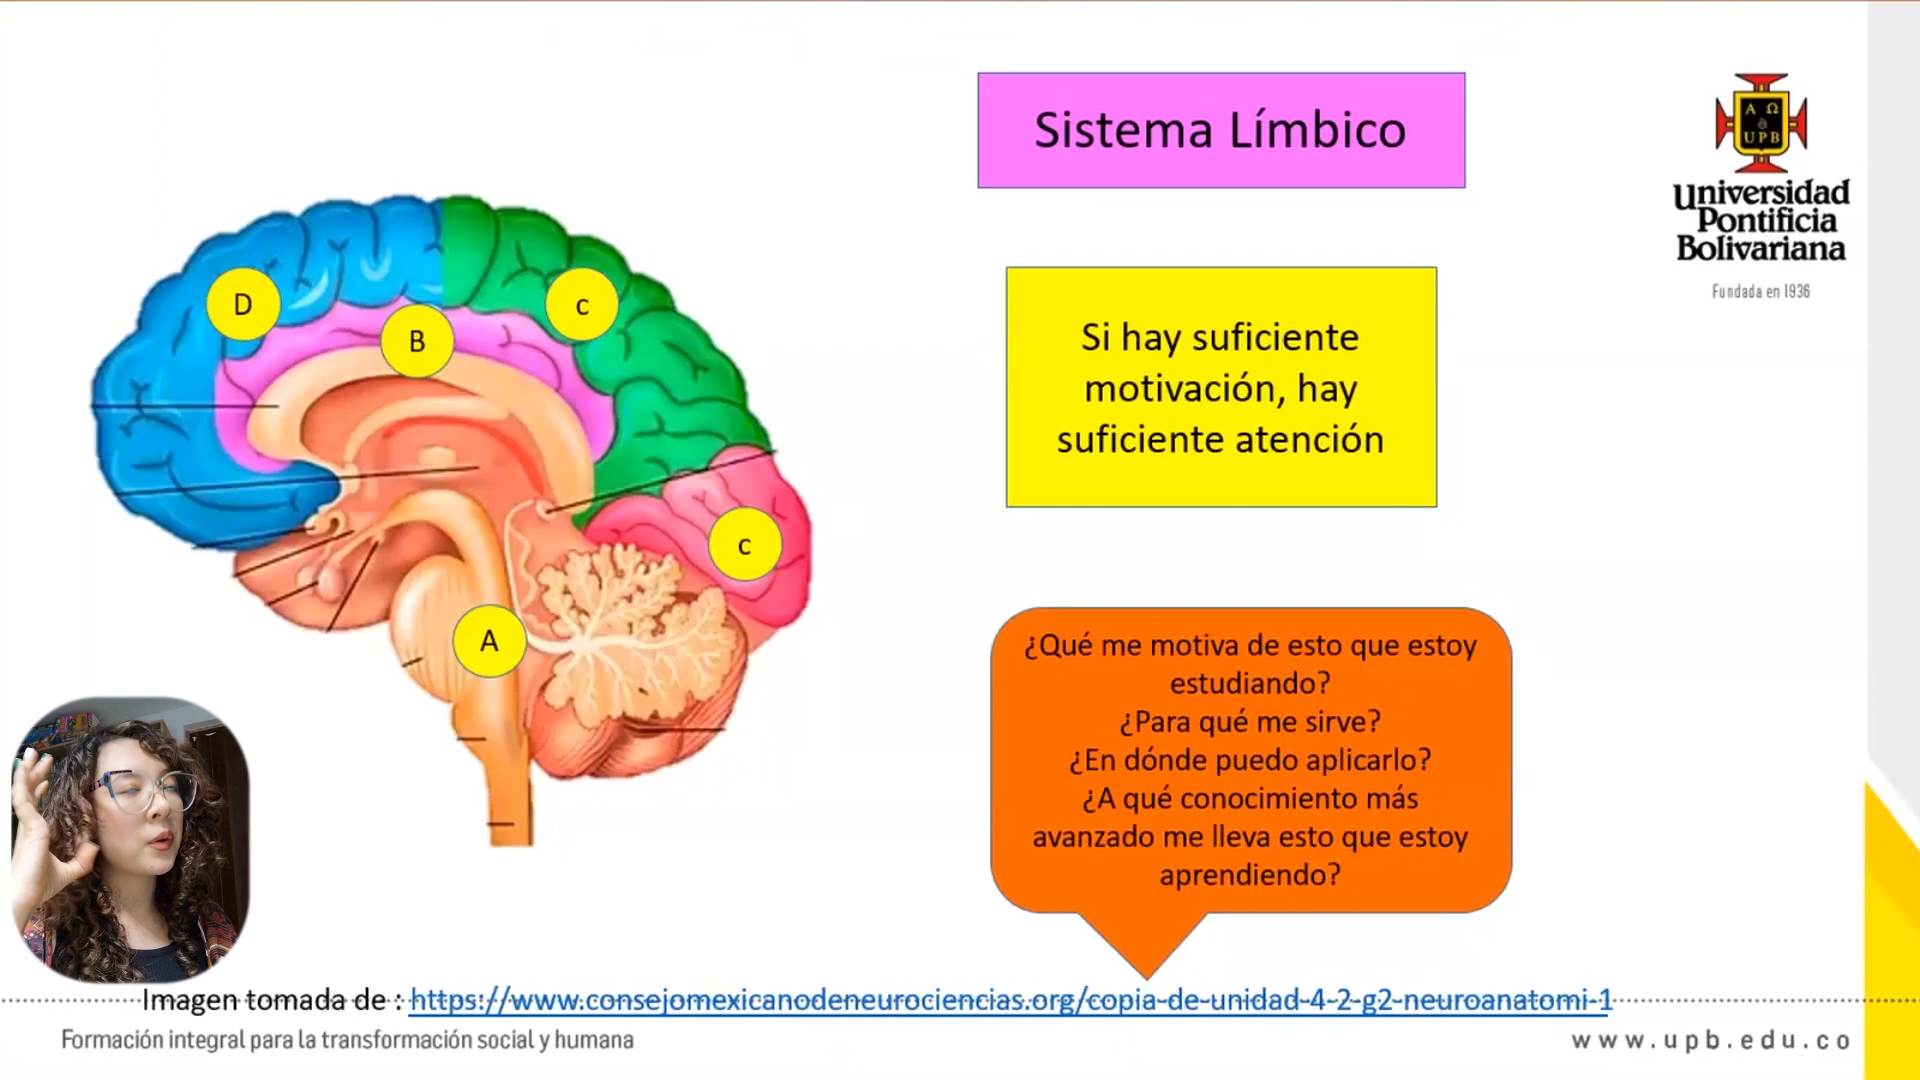 Sistema Límbico
Α Ω
UPB
Universidad
Pontificia
Bolivariana
Fundada en 1936
Si hay suficiente
motivación, hay
suficiente atención
D
B
c
c
A
¿Qué me motiva de esto que estoy
estudiando?
¿Para qué me sirve?
¿En dónde puedo aplicarlo?
¿A qué conocimiento más
avanzado me lleva esto que estoy
aprendiendo?
Imagen tomada de : https://www.consejomexicanodeneurociencias.org/copia-de-unidad-4-2-g2-neuroanatomi-1
Formación integral para la transformación social y humana
www.upb.edu.co